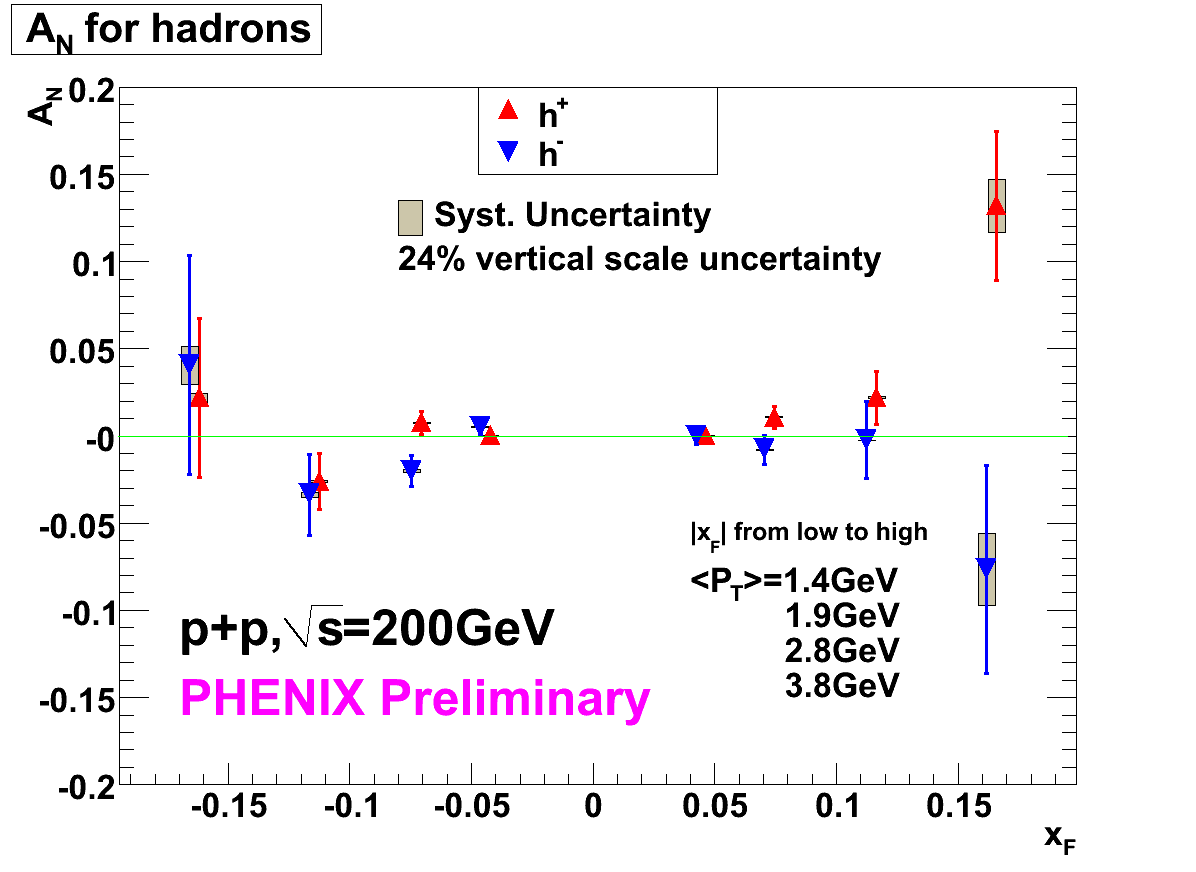 A_N for hadrons
A_N
0.2
0.15
0.1
0.05
-0
-0.05
-0.1
-0.15
-0.2
h^+
h^-
Syst. Uncertainty
24% vertical scale uncertainty
|x_F| from low to high
<P_T>=1.4GeV
1.9GeV
2.8GeV
3.8GeV
p+p,√s=200GeV
PHENIX Preliminary
-0.15 -0.1 -0.05 0 0.05 0.1 0.15
x_F